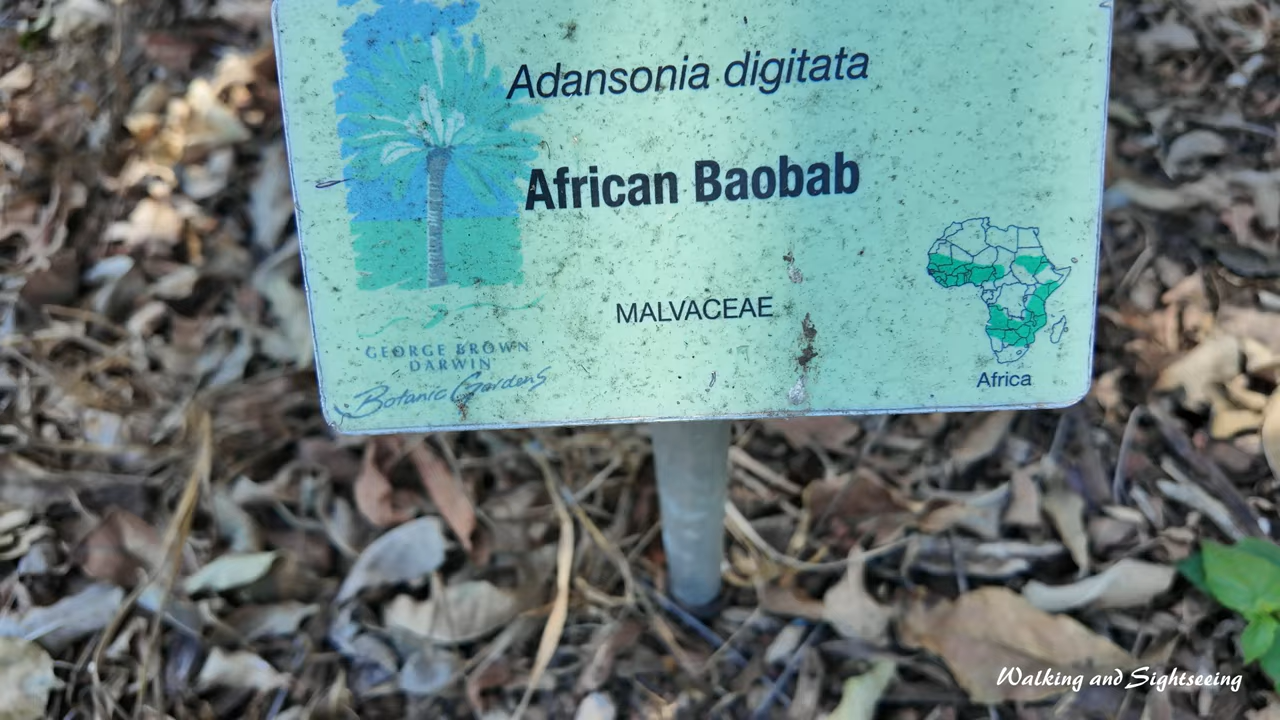 Adansonia digitata
African Baobab
MALVACEAE
Africa
GEORGE BROWN
DARWIN
Botanic Gardens
Walking and Sightseeing